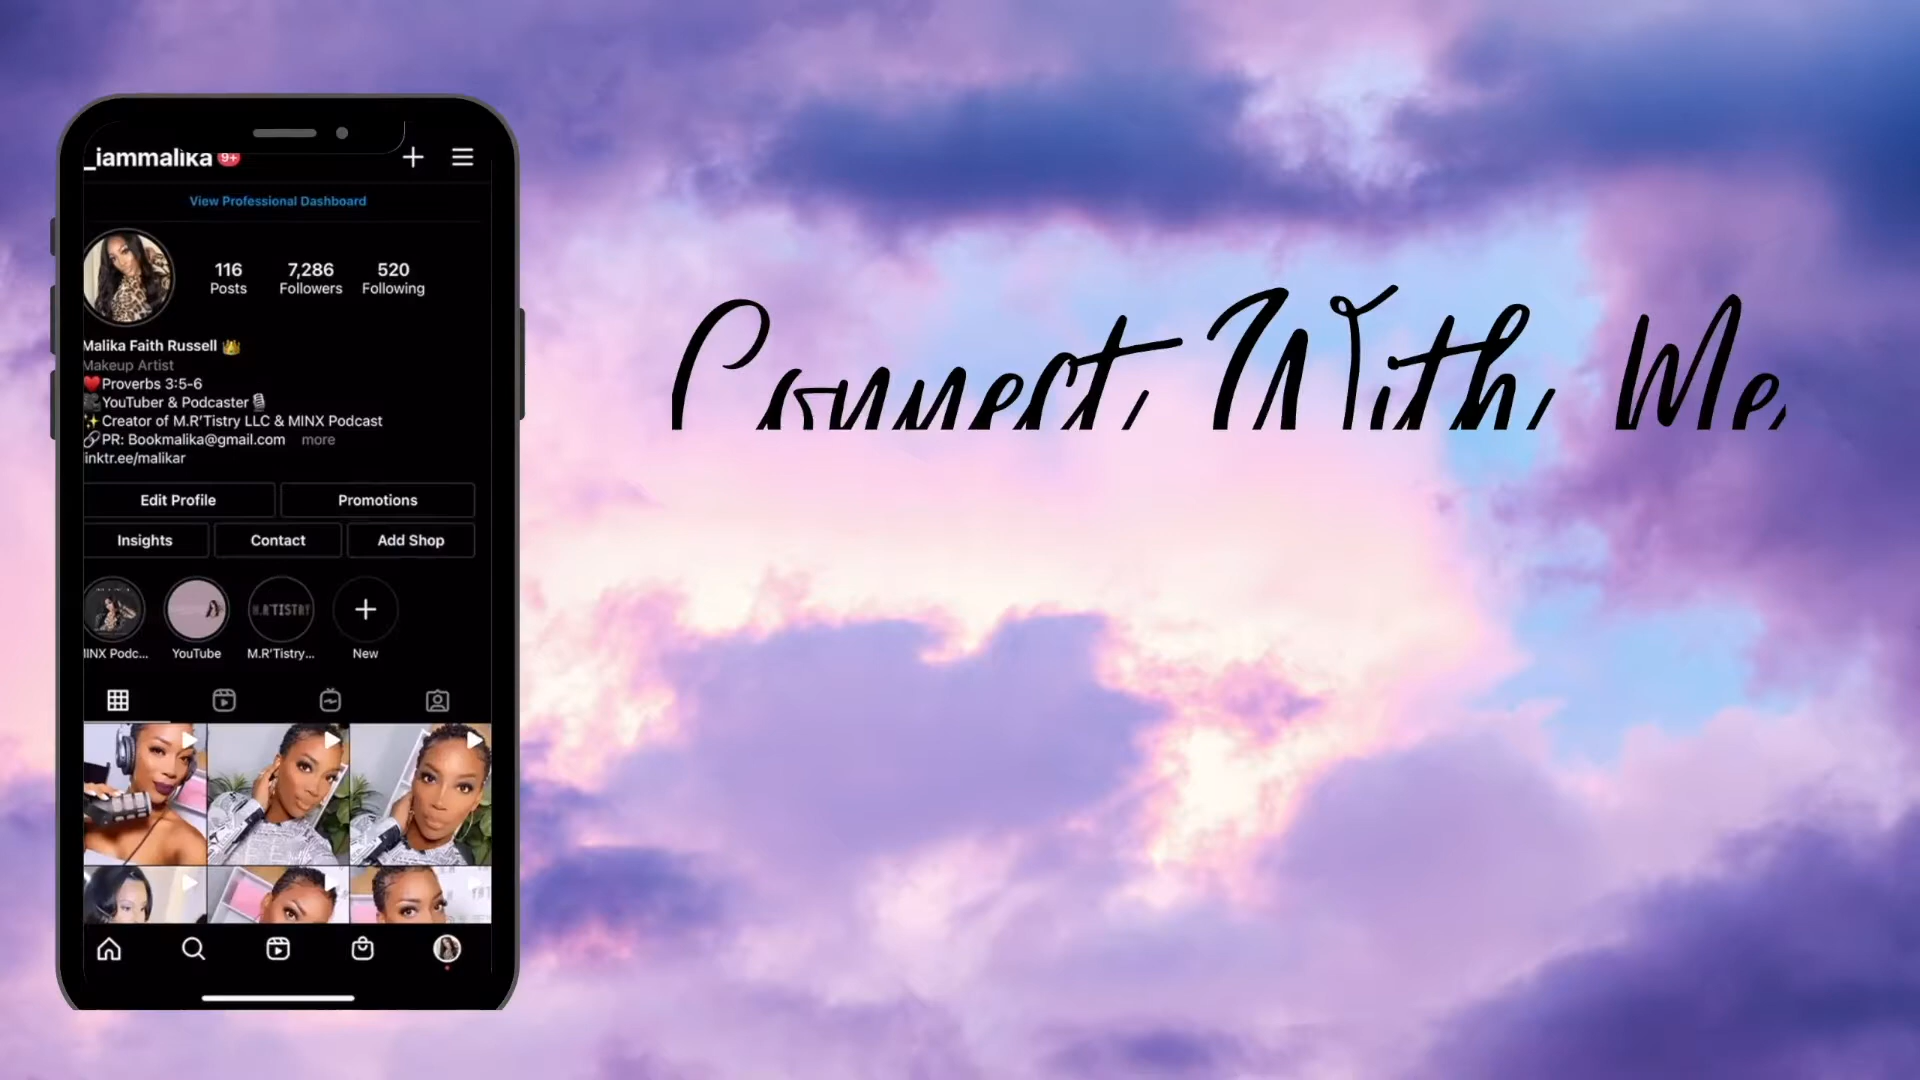 _iammalika 9+
View Professional Dashboard
116 7,286 520
Posts Followers Following
Malika Faith Russell
Makeup Artist
Proverbs 3:5-6
YouTuber & Podcaster
Creator of M.R'Tistry LLC & MINX Podcast
PR: Bookmalika@gmail.com more
inktr.ee/malikar
Edit Profile Promotions
Insights Contact Add Shop
M.R'TISTRY
INX Podc... YouTube M.R'Tistry... New
Connect With Me